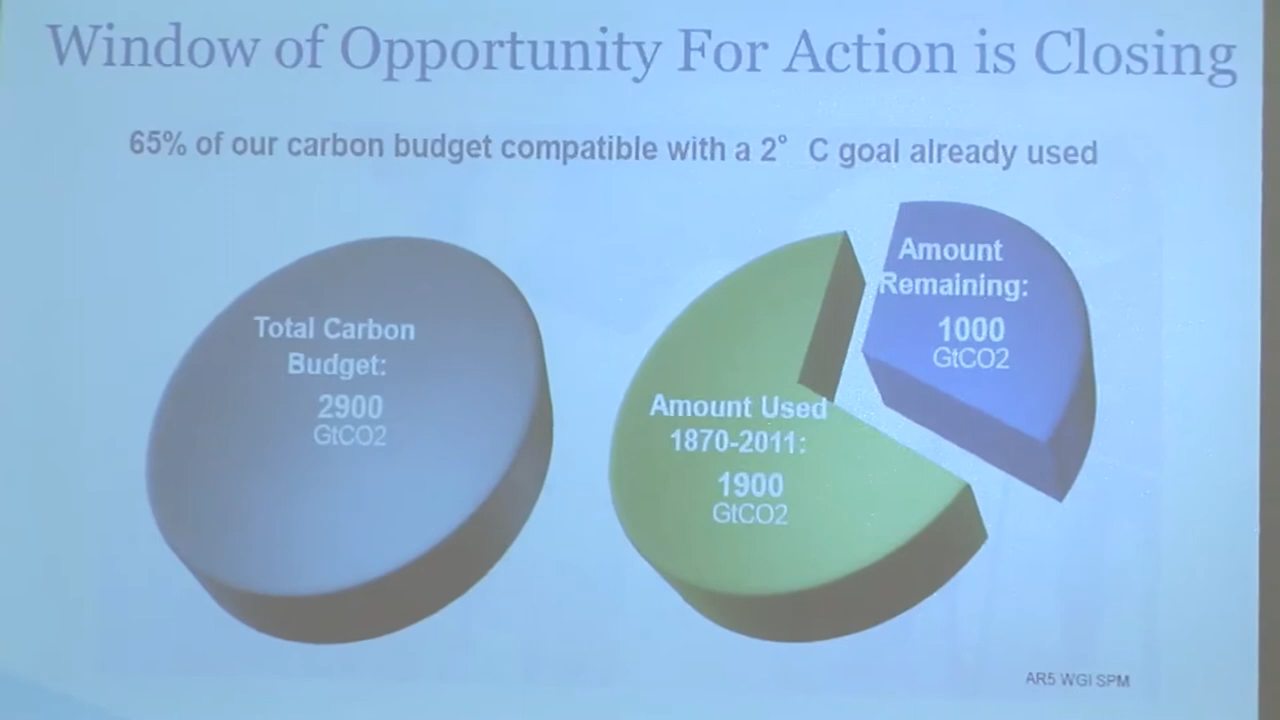 Window of Opportunity For Action is Closing
65% of our carbon budget compatible with a 2° C goal already used
Total Carbon
Budget:
2900
GtCO2
Amount Used
1870-2011:
1900
GtCO2
Amount
Remaining:
1000
GtCO2
AR5 WGI SPM